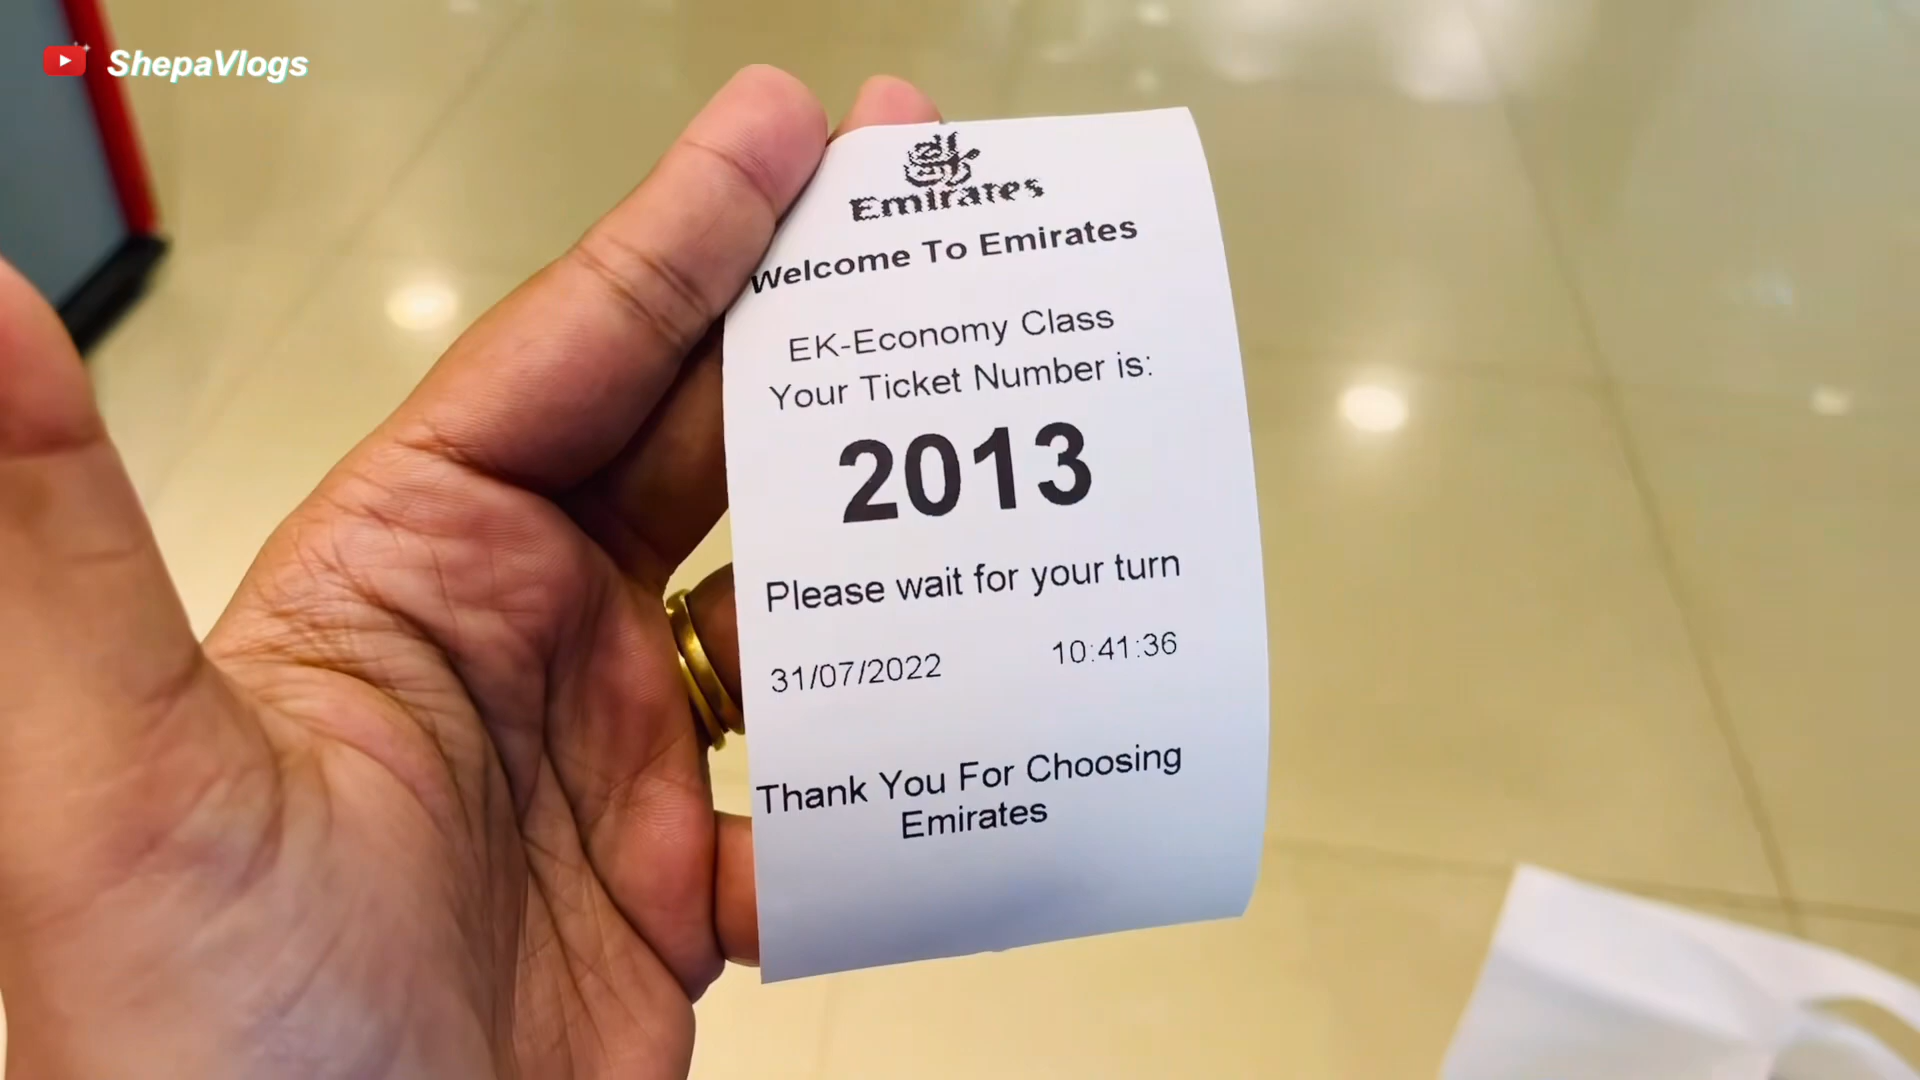 ShepaVlogs
Emirates
Welcome To Emirates
EK-Economy Class
Your Ticket Number is:
2013
Please wait for your turn
31/07/2022 10:41:36
Thank You For Choosing
Emirates